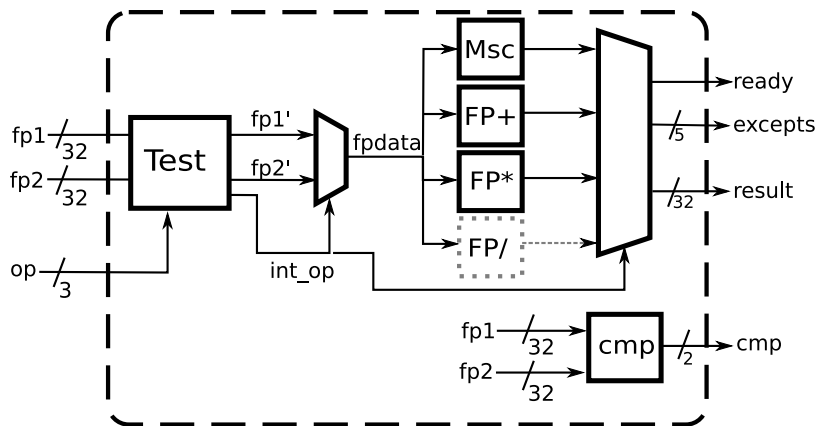 Msc
ready
fp1
32
Test
fp1'
fpdata
FP+
5
excepts
fp2
32
fp2'
FP*
32
result
op
3
int_op
FP/
fp1
32
cmp
2
cmp
fp2
32